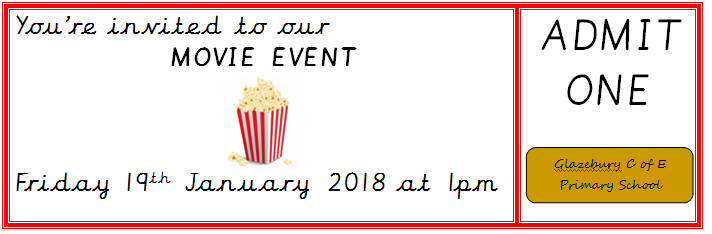 You're invited to our
MOVIE EVENT
Friday 19th January 2018 at 1pm
ADMIT
ONE
Glazebury C of E
Primary School